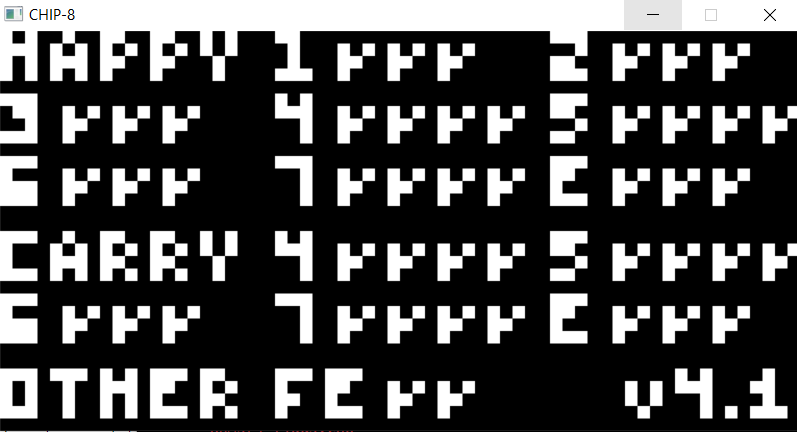 CHIP-8
HAPPY 1 ✓✓✓ 2 ✓✓✓
3 ✓✓✓ 4 ✓✓✓✓ 5 ✓✓✓✓
6 ✓✓✓ 7 ✓✓✓✓ E ✓✓✓
CARRY 4 ✓✓✓✓ 5 ✓✓✓✓
6 ✓✓✓ 7 ✓✓✓✓ E ✓✓✓
OTHER FE ✓✓ v4.1